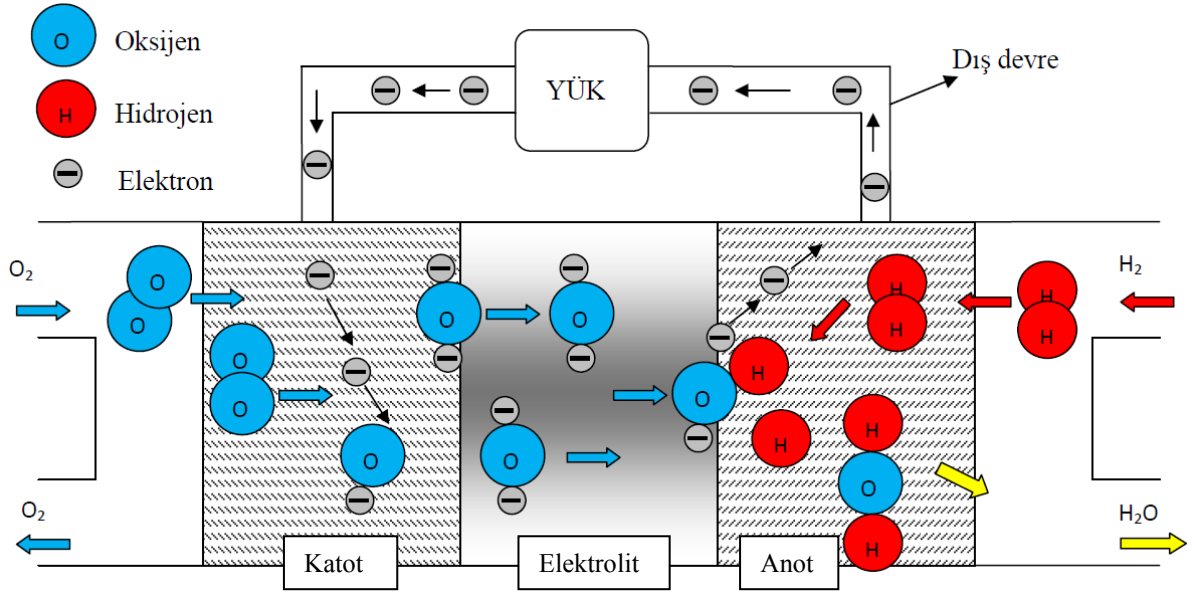 O Oksijen
H Hidrojen
Elektron
YÜK
Dış devre
O₂
O
O
O
O
O
O
O
O
O
H
H
H
H
H
H
H
O
H
H₂
O₂
H₂O
Katot
Elektrolit
Anot